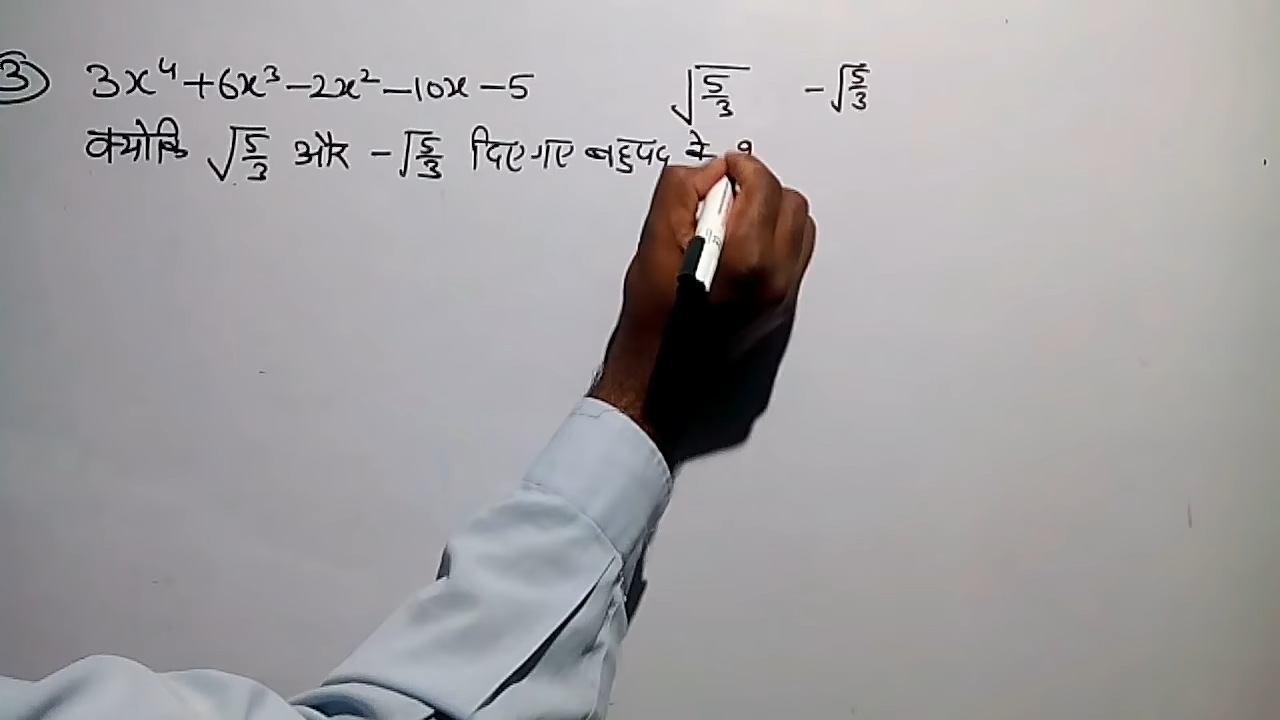 3 3x⁴+6x³-2x²-10x-5 √5/3 -√5/3
क्योकि √5/3 और -√5/3 दिए गए बहुपद के